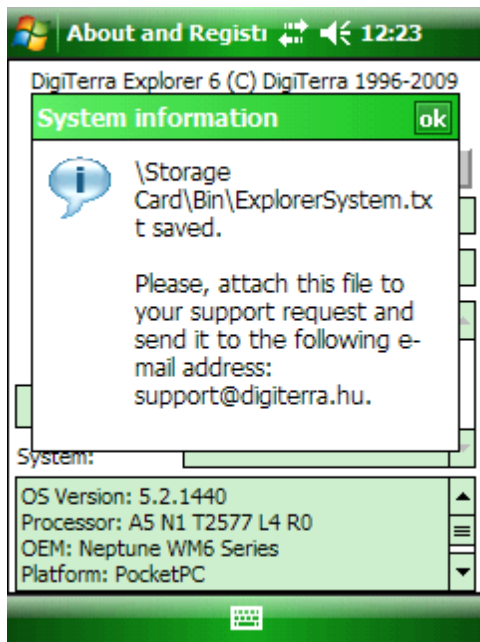 About and Regist 12:23
DigiTerra Explorer 6 (C) DigiTerra 1996-2009
System information ok
\Storage
Card\Bin\ExplorerSystem.tx
t saved.
Please, attach this file to
your support request and
send it to the following e-
mail address:
support@digiterra.hu.
System:
OS Version: 5.2.1440
Processor: A5 N1 T2577 L4 R0
OEM: Neptune WM6 Series
Platform: PocketPC